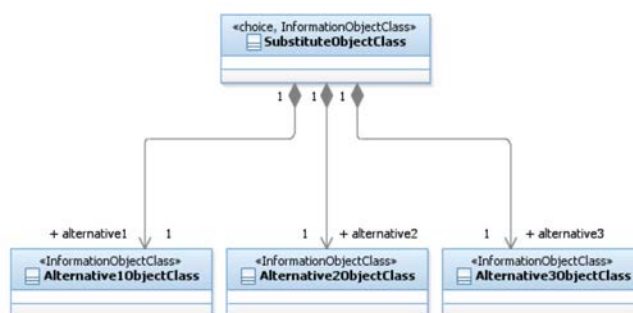 «choice, InformationObjectClass»
SubstituteObjectClass
1 1 1
+ alternative1 1 1 + alternative2 1 + alternative3
«InformationObjectClass» «InformationObjectClass» «InformationObjectClass»
Alternative1ObjectClass Alternative2ObjectClass Alternative3ObjectClass